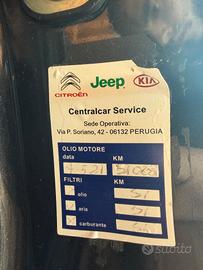 CITROËN Jeep KIA
Centralcar Service
Sede Operativa:
Via P. Soriano, 42 - 06132 PERUGIA
OLIO MOTORE
data KM
FILTRI KM
olio
aria
carburante
subito